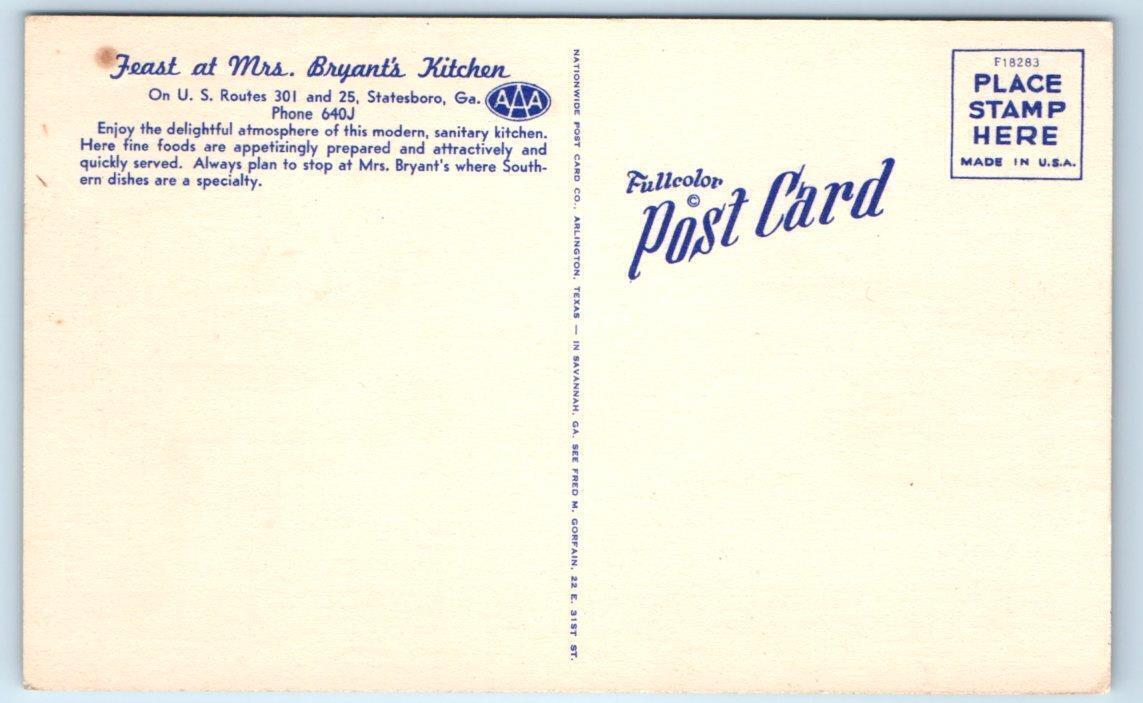 Feast at Mrs. Bryant's Kitchen
On U. S. Routes 301 and 25, Statesboro, Ga.
AAA
Phone 640J
Enjoy the delightful atmosphere of this modern, sanitary kitchen.
Here fine foods are appetizingly prepared and attractively and
quickly served. Always plan to stop at Mrs. Bryant's where South-
ern dishes are a specialty.
NATIONWIDE POST CARD CO., ARLINGTON, TEXAS — IN SAVANNAH, GA. SEE FRED M. GORFAIN, 22 E. 31ST ST.
Fullcolor
©
Post Card
F18283
PLACE
STAMP
HERE
MADE IN U.S.A.